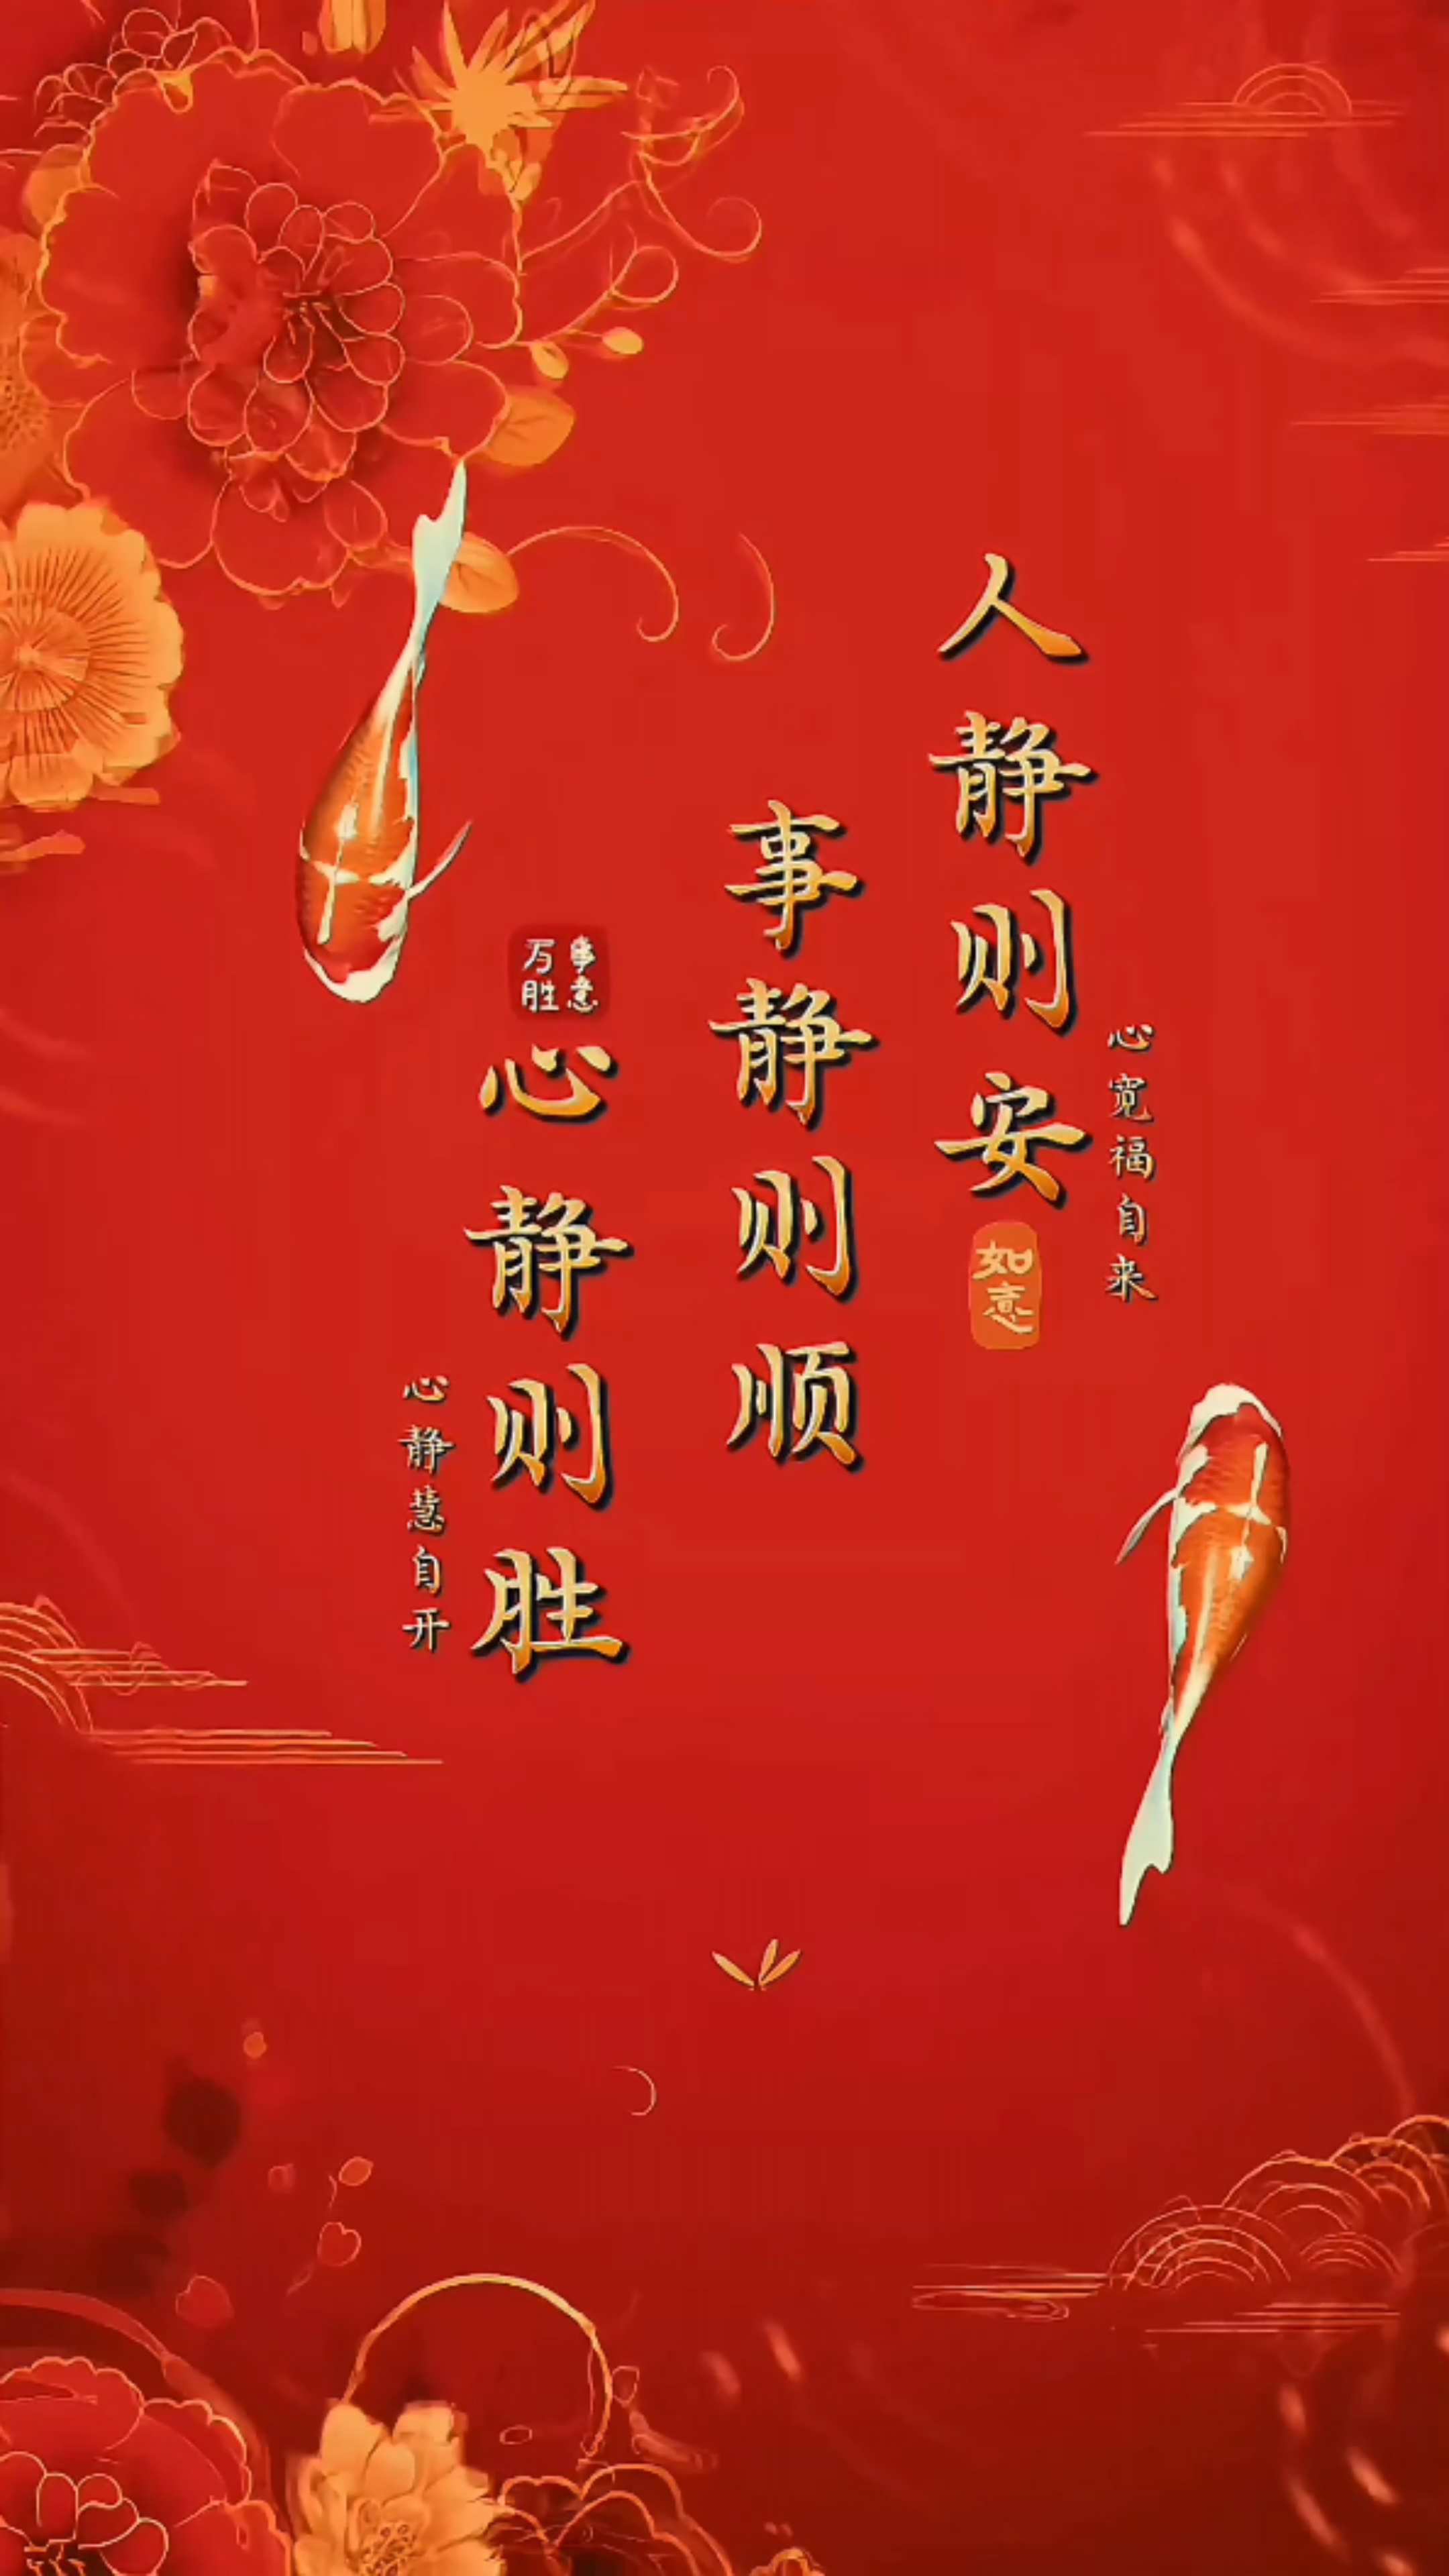 心宽福自来
人静则安
如意
事静则顺
事意
万胜
心静则胜
心静慧自开